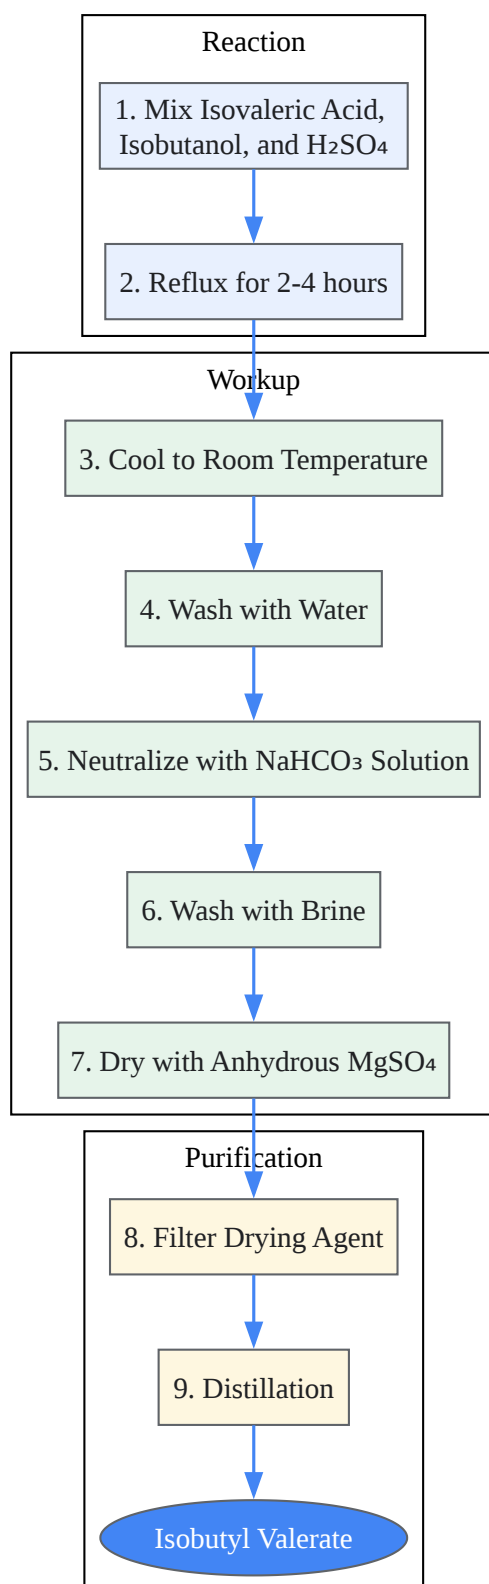 Reaction
1. Mix Isovaleric Acid,
Isobutanol, and H₂SO₄
2. Reflux for 2-4 hours
Workup
3. Cool to Room Temperature
4. Wash with Water
5. Neutralize with NaHCO₃ Solution
6. Wash with Brine
7. Dry with Anhydrous MgSO₄
Purification
8. Filter Drying Agent
9. Distillation
Isobutyl Valerate